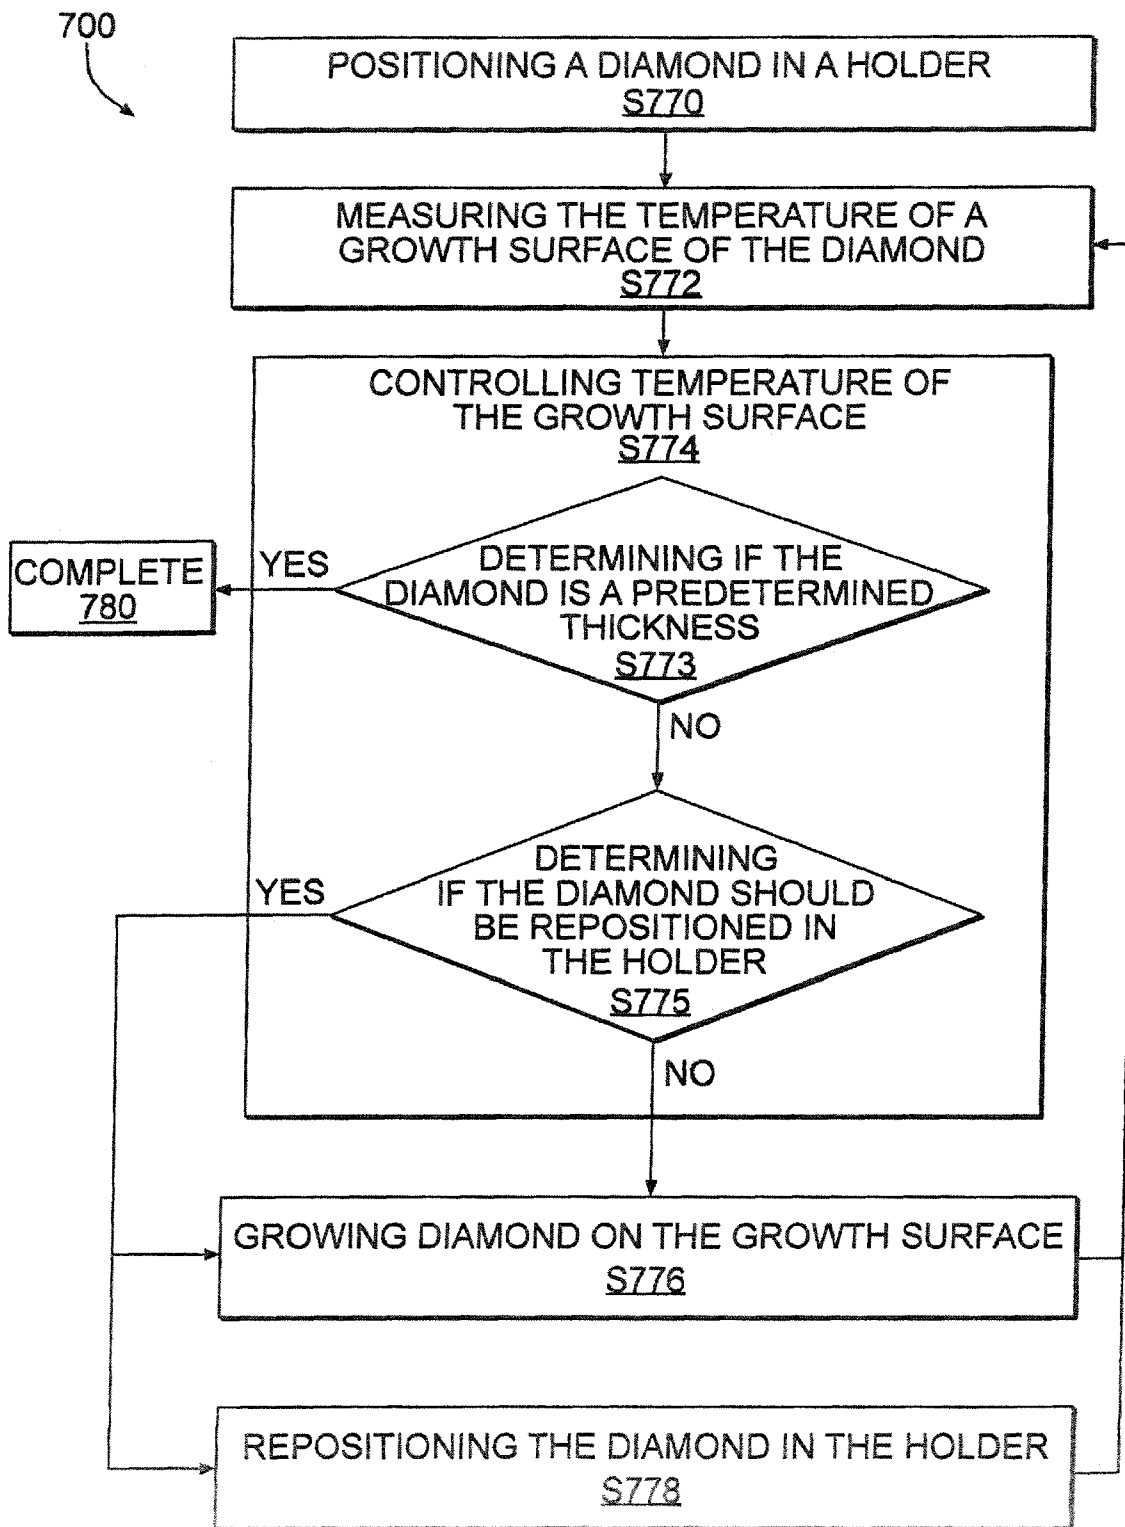 700
POSITIONING A DIAMOND IN A HOLDER
S770
MEASURING THE TEMPERATURE OF A
GROWTH SURFACE OF THE DIAMOND
S772
CONTROLLING TEMPERATURE OF
THE GROWTH SURFACE
S774
COMPLETE
780
YES
DETERMINING IF THE
DIAMOND IS A PREDETERMINED
THICKNESS
S773
NO
YES
DETERMINING
IF THE DIAMOND SHOULD
BE REPOSITIONED IN
THE HOLDER
S775
NO
GROWING DIAMOND ON THE GROWTH SURFACE
S776
REPOSITIONING THE DIAMOND IN THE HOLDER
S778